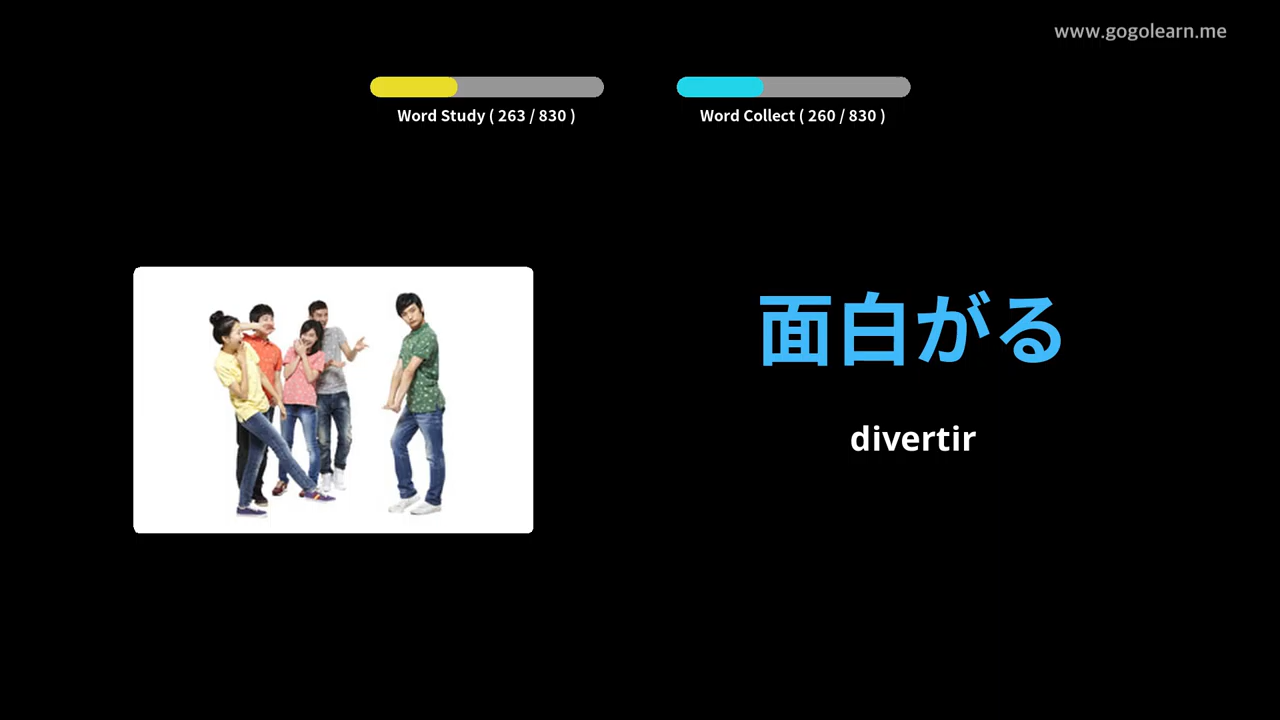 www.gogolearn.me
Word Study ( 263 / 830 )
Word Collect ( 260 / 830 )
面白がる
divertir